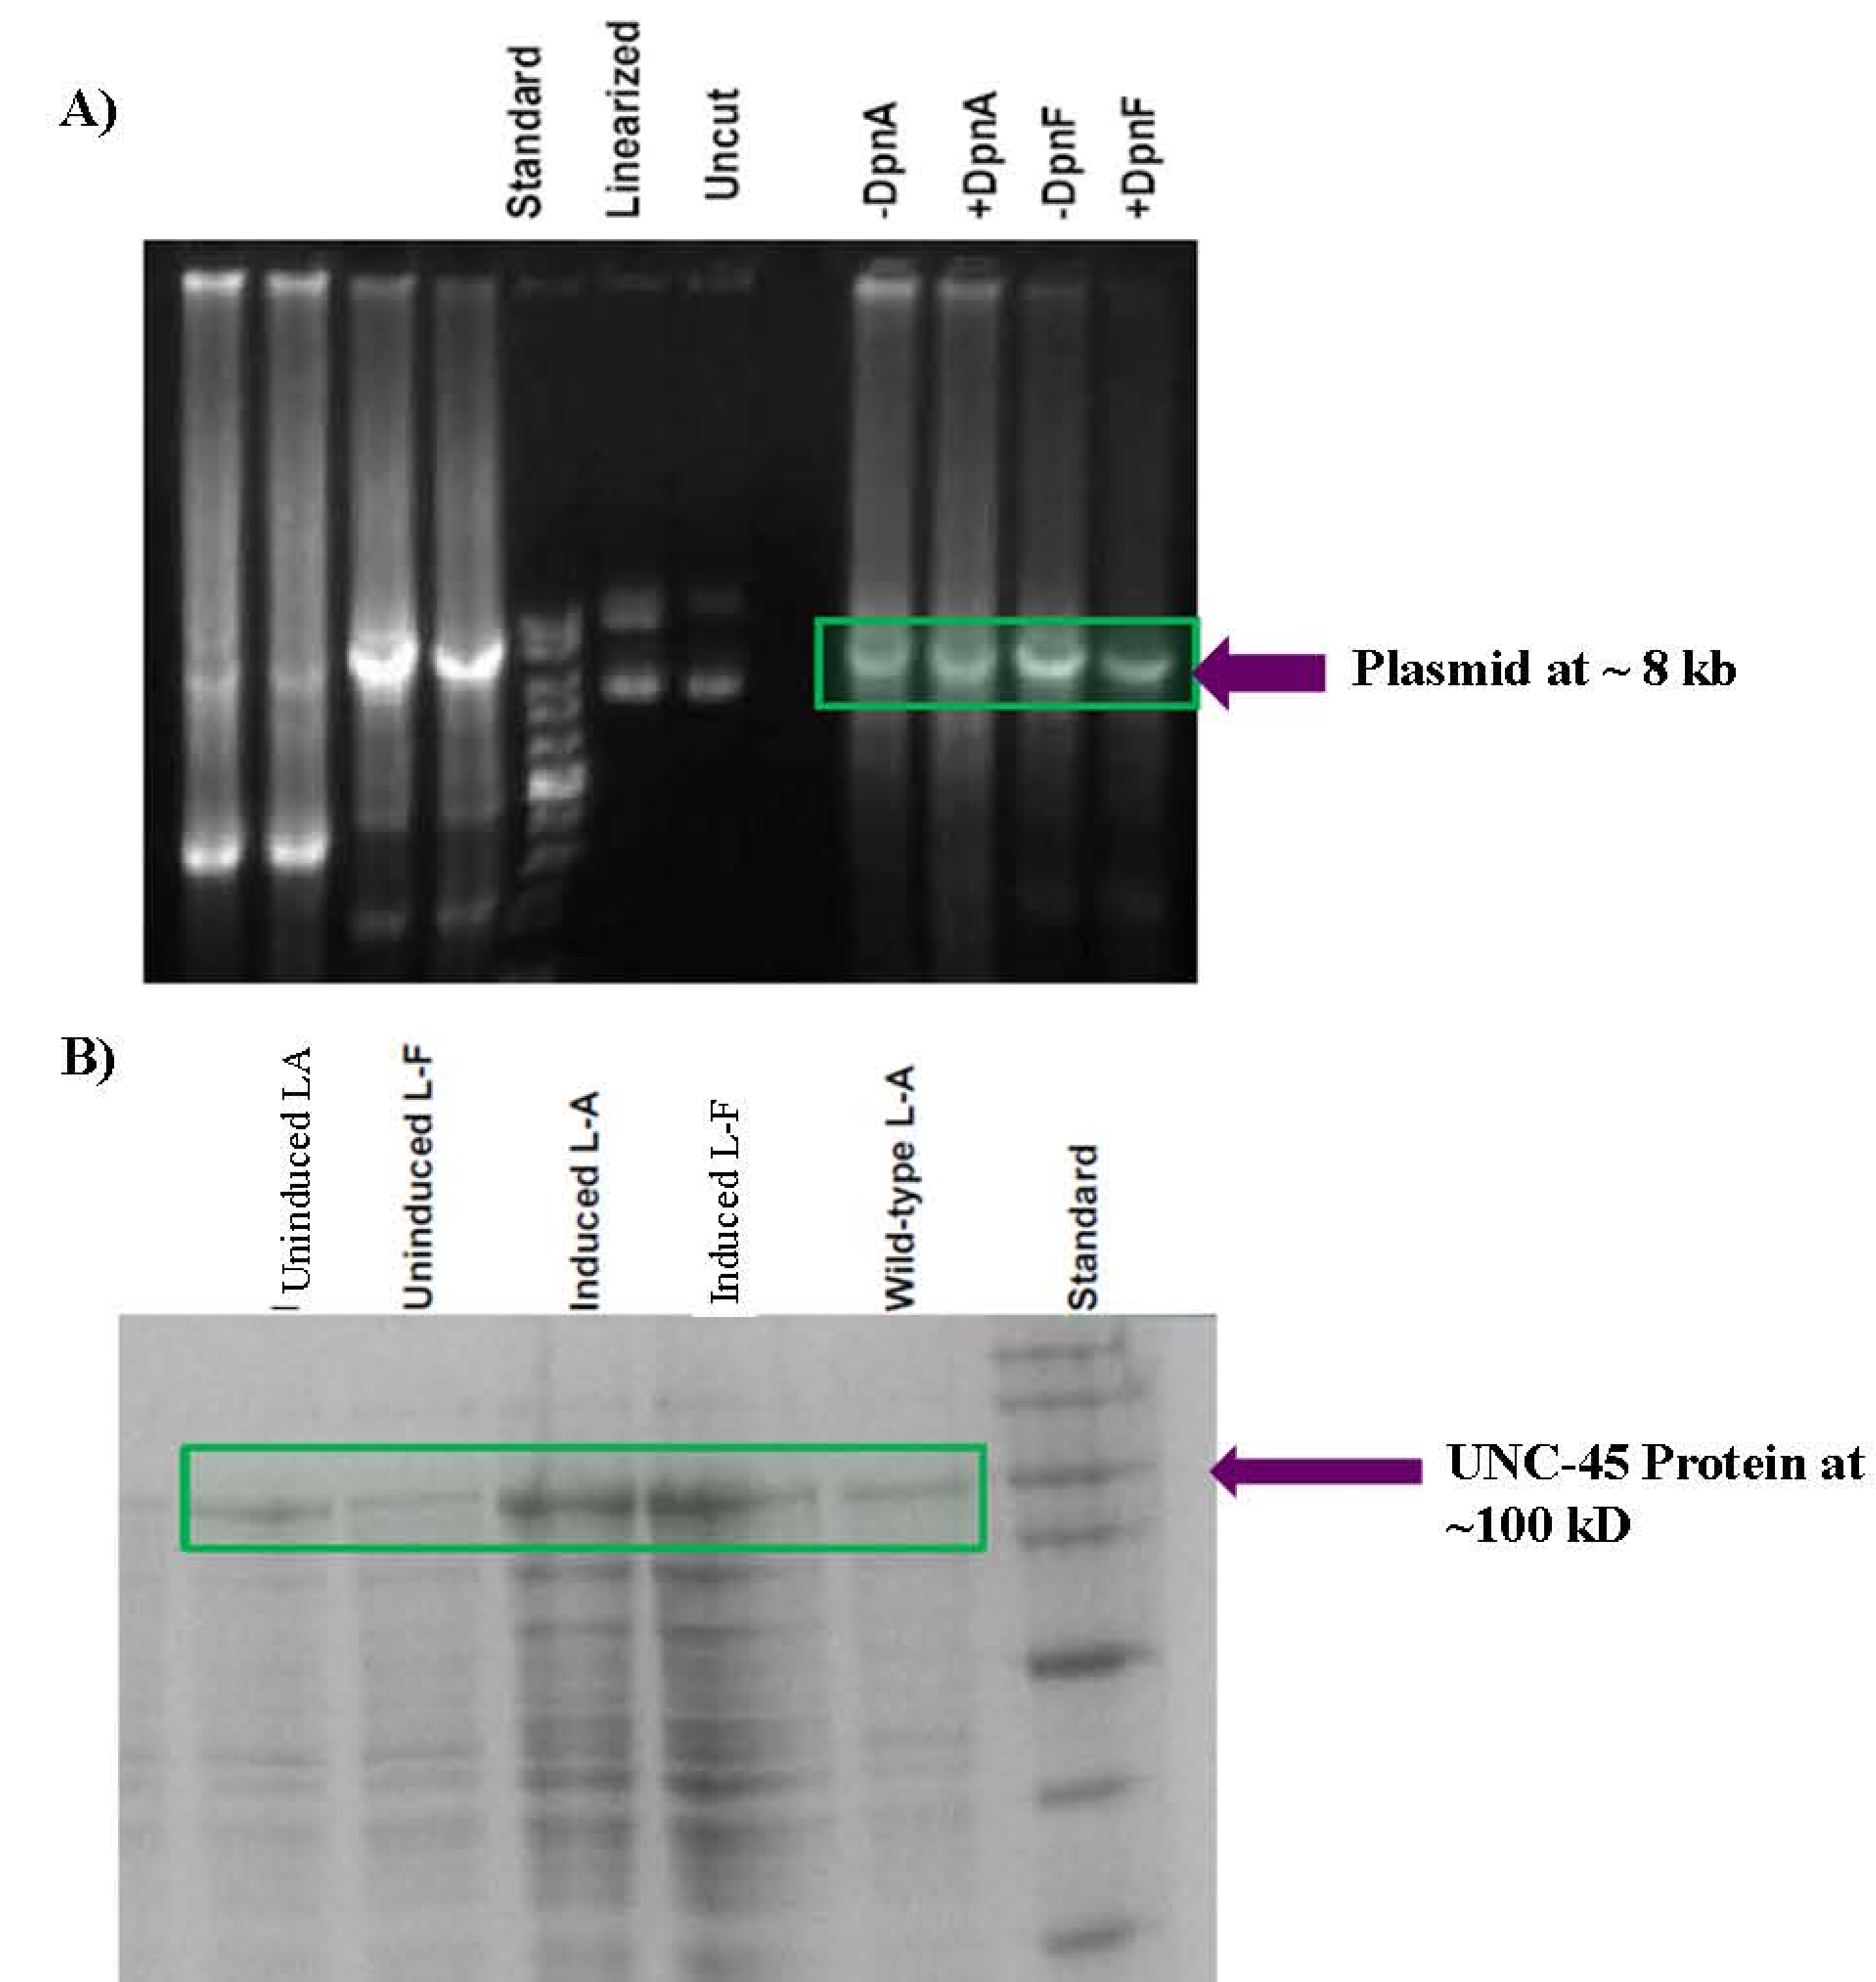 A)
Standard
Linearized
Uncut
-DpnA
+DpnA
-DpnF
+DpnF
Plasmid at ~ 8 kb
B)
Uninduced LA
Uninduced L-F
Induced L-A
Induced L-F
Wild-type L-A
Standard
UNC-45 Protein at
~100 kD